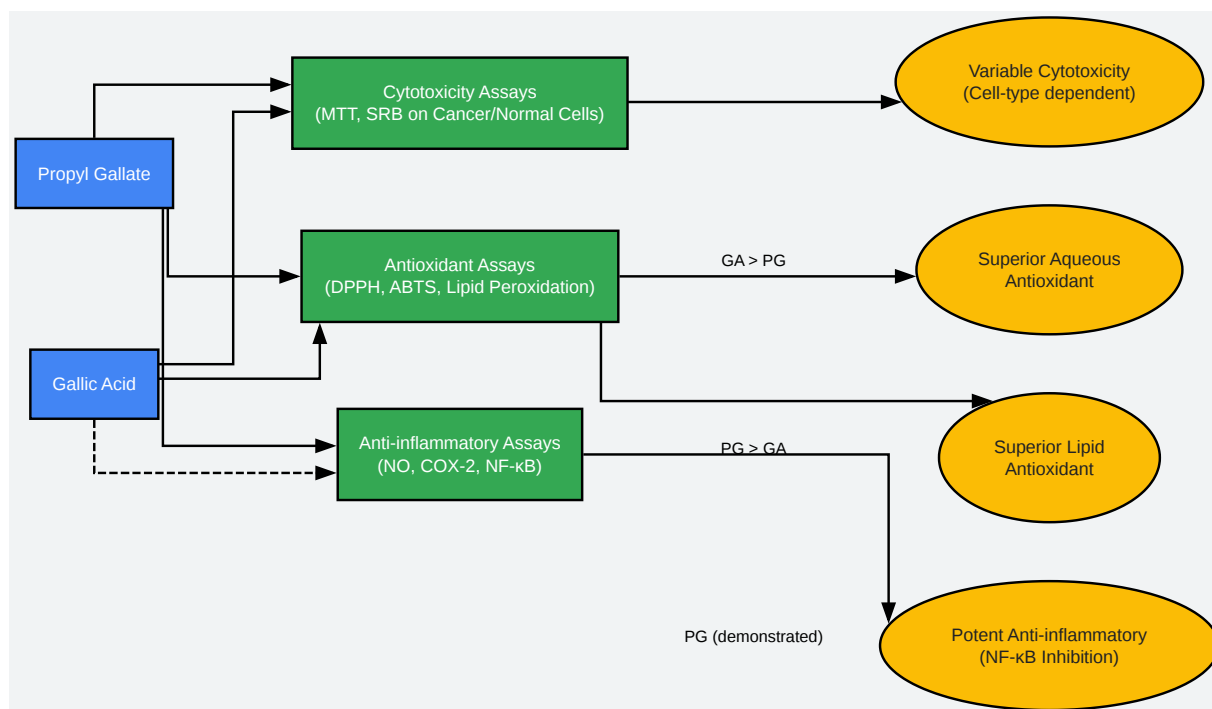 Variable Cytotoxicity
(Cell-type dependent)
Cytotoxicity Assays
(MTT, SRB on Cancer/Normal Cells)
Propyl Gallate
Antioxidant Assays
(DPPH, ABTS, Lipid Peroxidation)
GA > PG
Superior Aqueous
Antioxidant
Gallic Acid
Anti-inflammatory Assays
(NO, COX-2, NF-κB)
PG > GA
Superior Lipid
Antioxidant
PG (demonstrated)
Potent Anti-inflammatory
(NF-κB Inhibition)